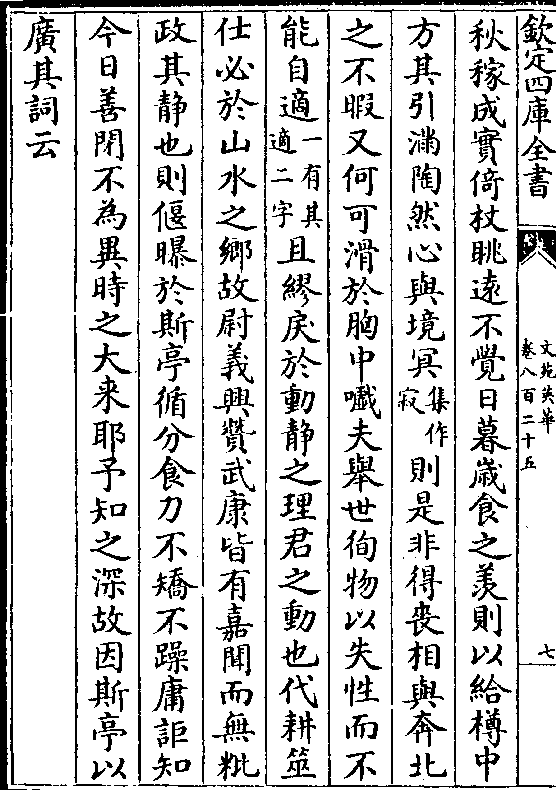 欽定四庫全書
文苑英華
卷八百二十五
七
秋稼成實倚杖眺逺不覺日暮歳食之羨則以給樽中
方其引滿陶然心與境冥集作寂則是非得喪相與奔北
之不暇又何可滑於胸中嚱夫舉世徇物以失性而不
能自適一有其適二字且繆戾於動静之理君之動也代耕筮
仕必於山水之鄉故尉義興贊武康皆有嘉聞而無粃
政其静也則偃曝於斯亭循分食力不矯不躁庸詎知
今日善閉不為異時之大来耶予知之深故因斯亭以
廣其詞云